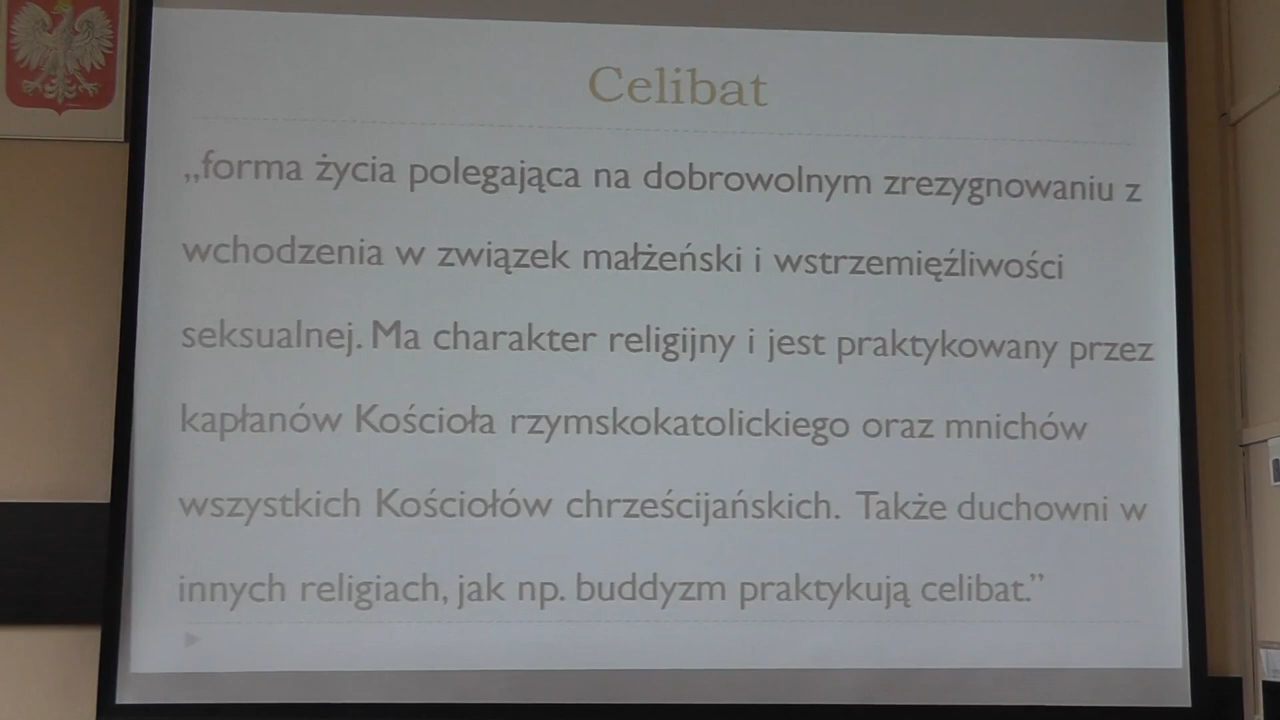 Celibat
„forma życia polegająca na dobrowolnym zrezygnowaniu z
wchodzenia w związek małżeński i wstrzemięźliwości
seksualnej. Ma charakter religijny i jest praktykowany przez
kapłanów Kościoła rzymskokatolickiego oraz mnichów
wszystkich Kościołów chrześcijańskich. Także duchowni w
innych religiach, jak np. buddyzm praktykują celibat.”